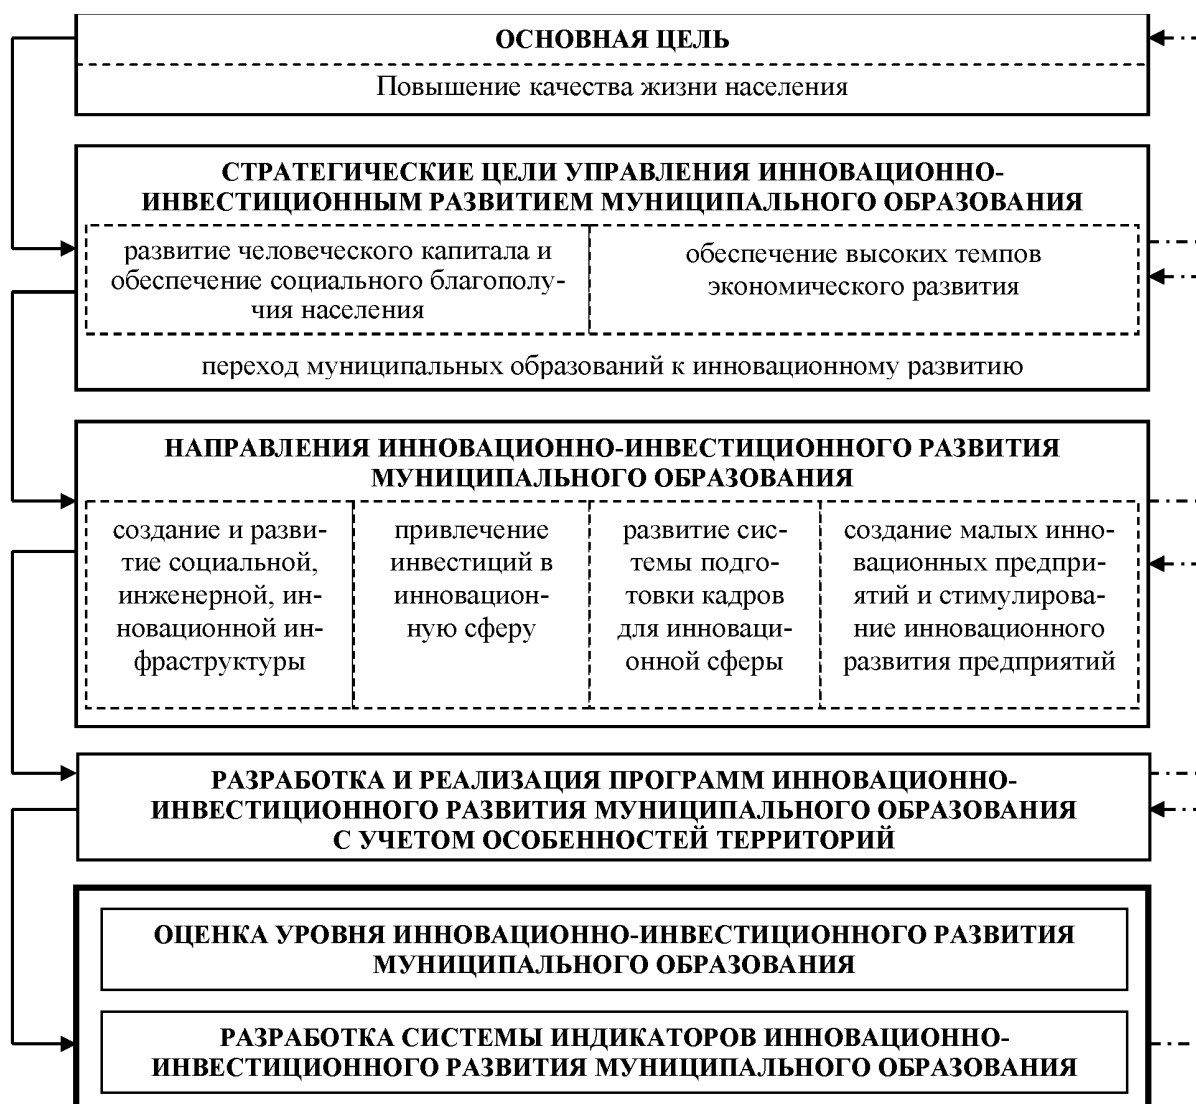 ОСНОВНАЯ ЦЕЛЬ
Повышение качества жизни населения
СТРАТЕГИЧЕСКИЕ ЦЕЛИ УПРАВЛЕНИЯ ИННОВАЦИОННО-
ИНВЕСТИЦИОННЫМ РАЗВИТИЕМ МУНИЦИПАЛЬНОГО ОБРАЗОВАНИЯ
развитие человеческого капитала и
обеспечение социального благополу-
чия населения
обеспечение высоких темпов
экономического развития
переход муниципальных образований к инновационному развитию
НАПРАВЛЕНИЯ ИННОВАЦИОННО-ИНВЕСТИЦИОННОГО РАЗВИТИЯ
МУНИЦИПАЛЬНОГО ОБРАЗОВАНИЯ
создание и разви-
тие социальной,
инженерной, ин-
новационной ин-
фраструктуры
привлечение
инвестиций в
инновацион-
ную сферу
развитие сис-
темы подго-
товки кадров
для инноваци-
онной сферы
создание малых инно-
вационных предпри-
ятий и стимулирова-
ние инновационного
развития предприятий
РАЗРАБОТКА И РЕАЛИЗАЦИЯ ПРОГРАММ ИННОВАЦИОННО-
ИНВЕСТИЦИОННОГО РАЗВИТИЯ МУНИЦИПАЛЬНОГО ОБРАЗОВАНИЯ
С УЧЕТОМ ОСОБЕННОСТЕЙ ТЕРРИТОРИЙ
ОЦЕНКА УРОВНЯ ИННОВАЦИОННО-ИНВЕСТИЦИОННОГО РАЗВИТИЯ
МУНИЦИПАЛЬНОГО ОБРАЗОВАНИЯ
РАЗРАБОТКА СИСТЕМЫ ИНДИКАТОРОВ ИННОВАЦИОННО-
ИНВЕСТИЦИОННОГО РАЗВИТИЯ МУНИЦИПАЛЬНОГО ОБРАЗОВАНИЯ